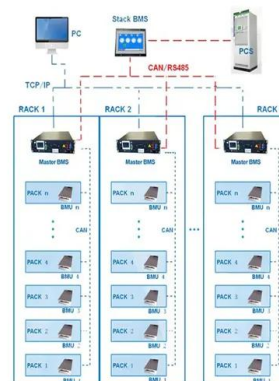 PC
Stack BMS
PCS
CAN/RS485
TCP/IP
RACK 1
RACK 2
RACK
Master BMS
Master BMS
Master BMS
PACK n
BMU n
PACK n
BMU n
PACK n
BMU n
CAN
CAN
CAN
PACK 4
BMU 4
PACK 4
BMU 4
PACK 4
BMU 4
PACK 3
BMU 3
PACK 3
BMU 3
PACK 3
BMU 3
PACK 2
BMU
PACK 2
BMU
PACK 2
BMU
PACK 1
PACK 1
PACK 1